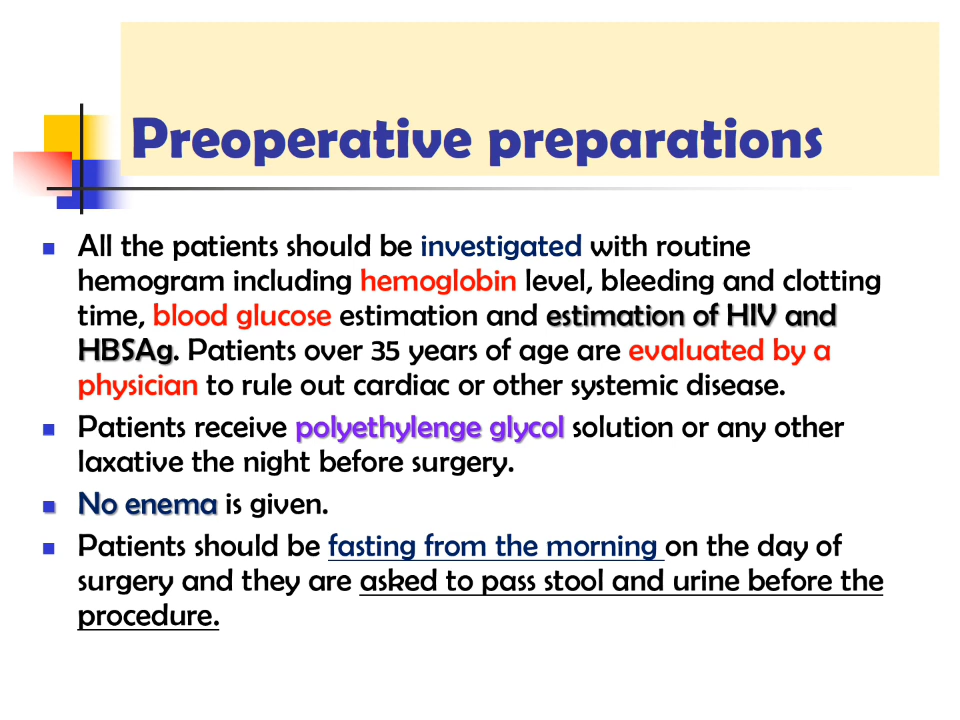 Preoperative preparations
All the patients should be investigated with routine
hemogram including hemoglobin level, bleeding and clotting
time, blood glucose estimation and estimation of HIV and
HBSAg. Patients over 35 years of age are evaluated by a
physician to rule out cardiac or other systemic disease.
Patients receive polyethylenge glycol solution or any other
laxative the night before surgery.
No enema is given.
Patients should be fasting from the morning on the day of
surgery and they are asked to pass stool and urine before the
procedure.